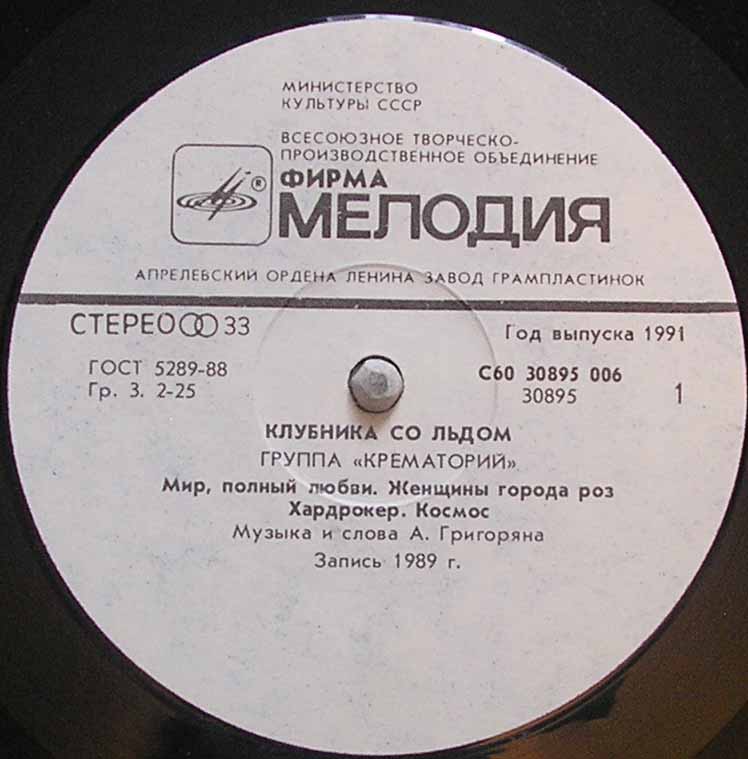 МИНИСТЕРСТВО
КУЛЬТУРЫ СССР
ВСЕСОЮЗНОЕ ТВОРЧЕСКО-
ПРОИЗВОДСТВЕННОЕ ОБЪЕДИНЕНИЕ
®
ФИРМА
МЕЛОДИЯ
АПРЕЛЕВСКИЙ ОРДЕНА ЛЕНИНА ЗАВОД ГРАМПЛАСТИНОК
СТЕРЕО 33
Год выпуска 1991
ГОСТ 5289-88
Гр. 3. 2-25
С60 30895 006
30895
1
КЛУБНИКА СО ЛЬДОМ
ГРУППА «КРЕМАТОРИЙ»
Мир, полный любви. Женщины города роз
Хардрокер. Космос
Музыка и слова А. Григоряна
Запись 1989 г.